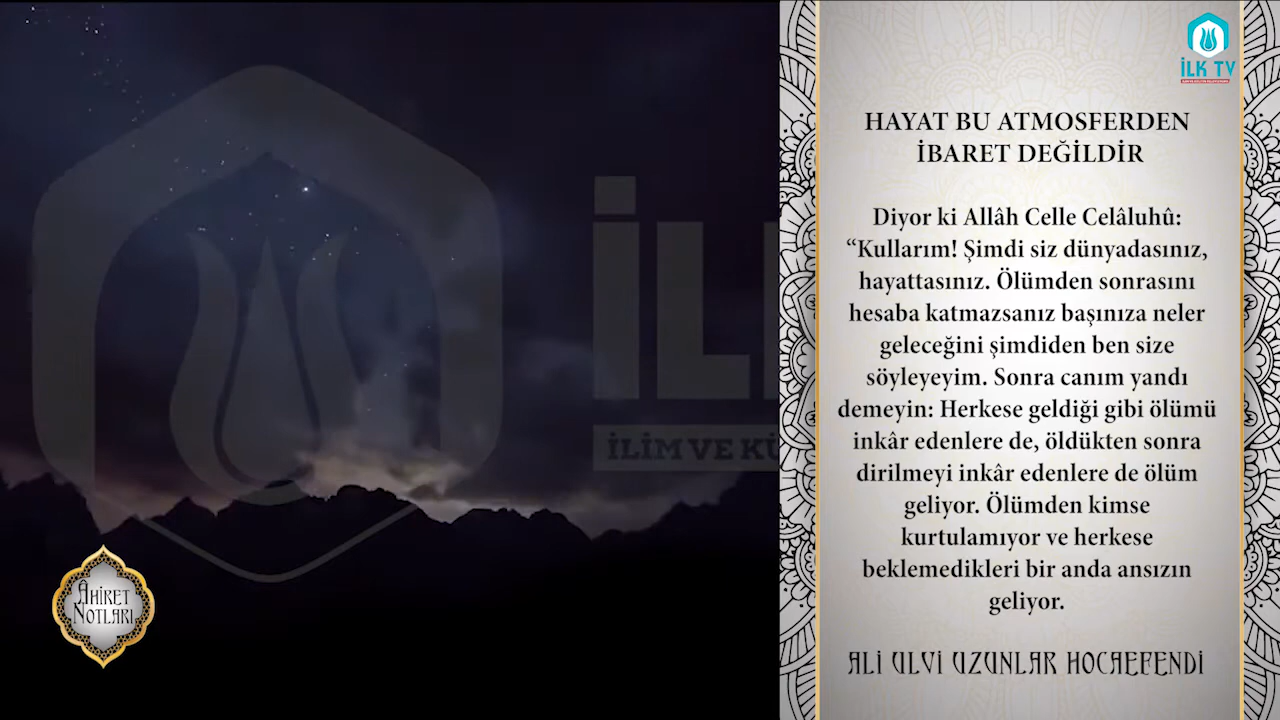 İLK TV
HAYAT BU ATMOSFERDEN
İBARET DEĞİLDİR
Diyor ki Allâh Celle Celâluhû:
“Kullarım! Şimdi siz dünyadasınız,
hayattasınız. Ölümden sonrasını
hesaba katmazsanız başınıza neler
geleceğini şimdiden ben size
söyleyeyim. Sonra canım yandı
demeyin: Herkese geldiği gibi ölümü
inkâr edenlere de, öldükten sonra
dirilmeyi inkâr edenlere de ölüm
geliyor. Ölümden kimse
kurtulamıyor ve herkese
beklemedikleri bir anda ansızın
geliyor.
ALİ ULVİ UZUNLAR HOCAEFENDİ
İL
İLİM VE KÜ
ÂHİRET
NOTLARI